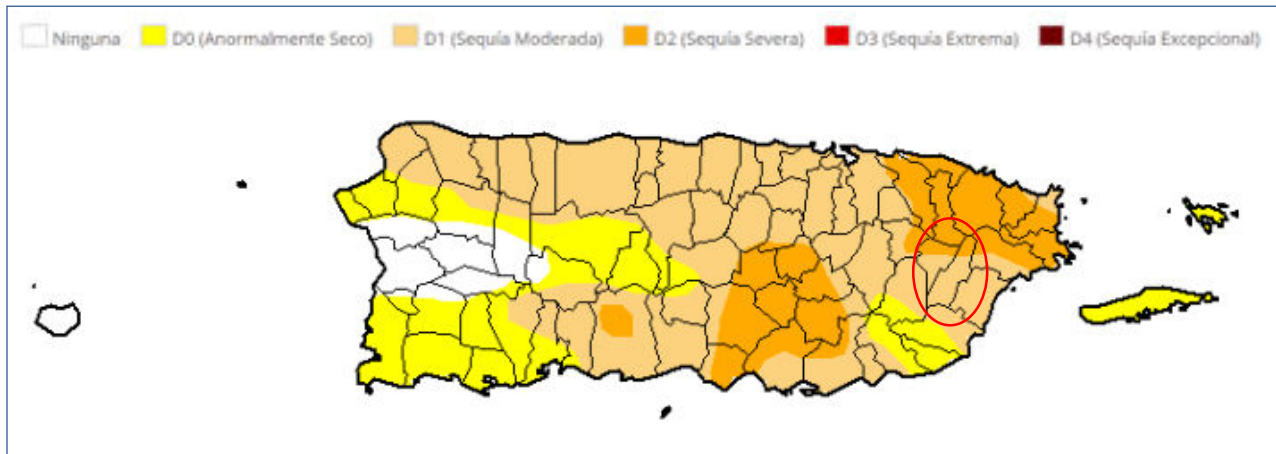 Ninguna D0 (Anormalmente Seco) D1 (Sequía Moderada) D2 (Sequía Severa) D3 (Sequía Extrema) D4 (Sequía Excepcional)